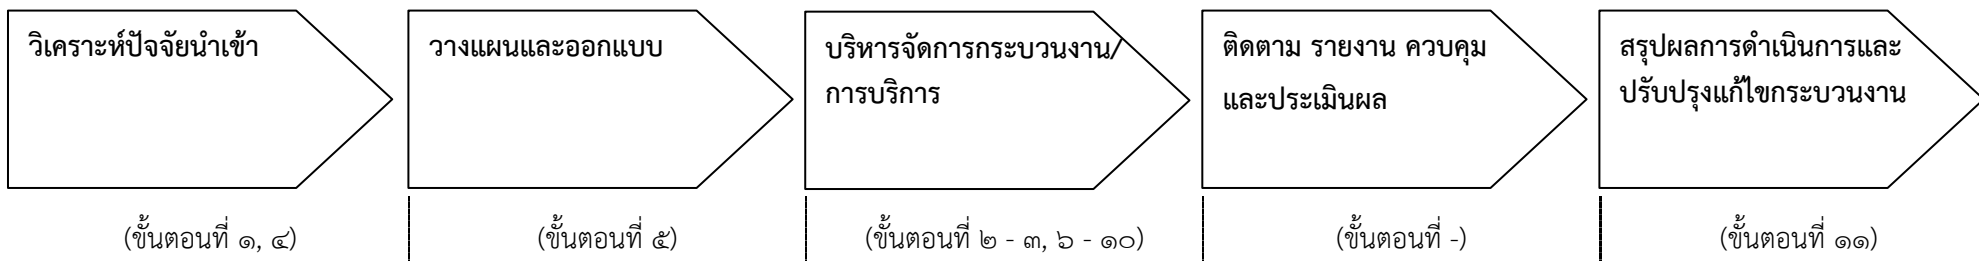 วิเคราะห์ปัจจัยนำเข้า
วางแผนและออกแบบ
บริหารจัดการกระบวนงาน/
การบริการ
ติดตาม รายงาน ควบคุม
และประเมินผล
สรุปผลการดำเนินการและ
ปรับปรุงแก้ไขกระบวนงาน
(ขั้นตอนที่ ๑, ๔)
(ขั้นตอนที่ ๕)
(ขั้นตอนที่ ๒ - ๓, ๖ - ๑๐)
(ขั้นตอนที่ -)
(ขั้นตอนที่ ๑๑)